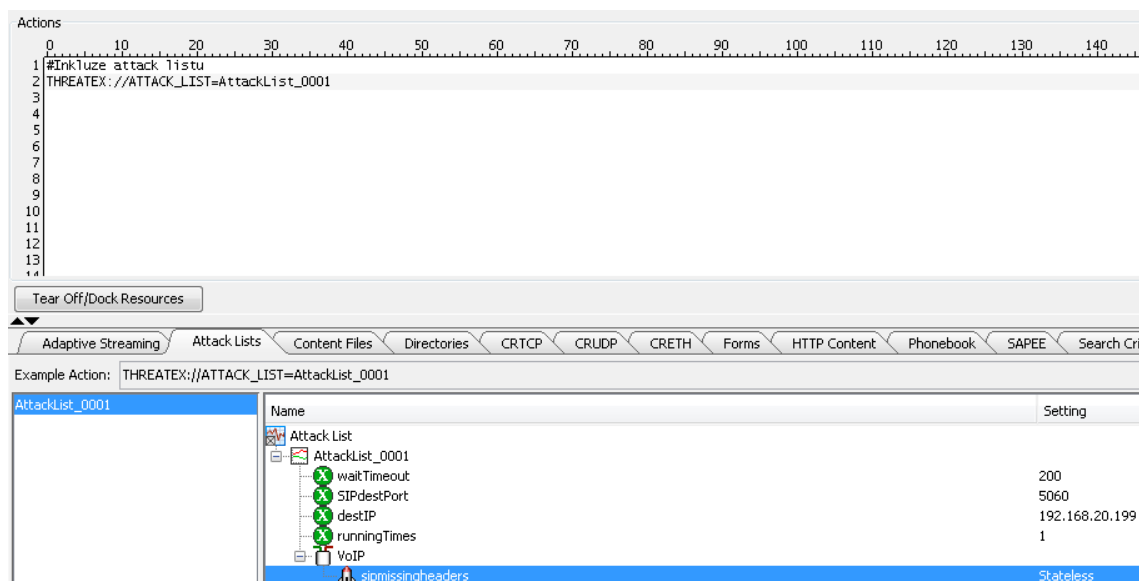 Actions
0 10 20 30 40 50 60 70 80 90 100 110 120 130 140
1 #Inkluze attack listu
2 THREATEX://ATTACK_LIST=AttackList_0001
3
4
5
6
7
8
9
10
11
12
13
14
Tear Off/Dock Resources
Adaptive Streaming Attack Lists Content Files Directories CRTCP CRUDP CRETH Forms HTTP Content Phonebook SAPEE Search Cri
Example Action: THREATEX://ATTACK_LIST=AttackList_0001
AttackList_0001
Name Setting
Attack List
AttackList_0001
waitTimeout 200
SIPdestPort 5060
destIP 192.168.20.199
runningTimes 1
VoIP
sipmissingheaders Stateless